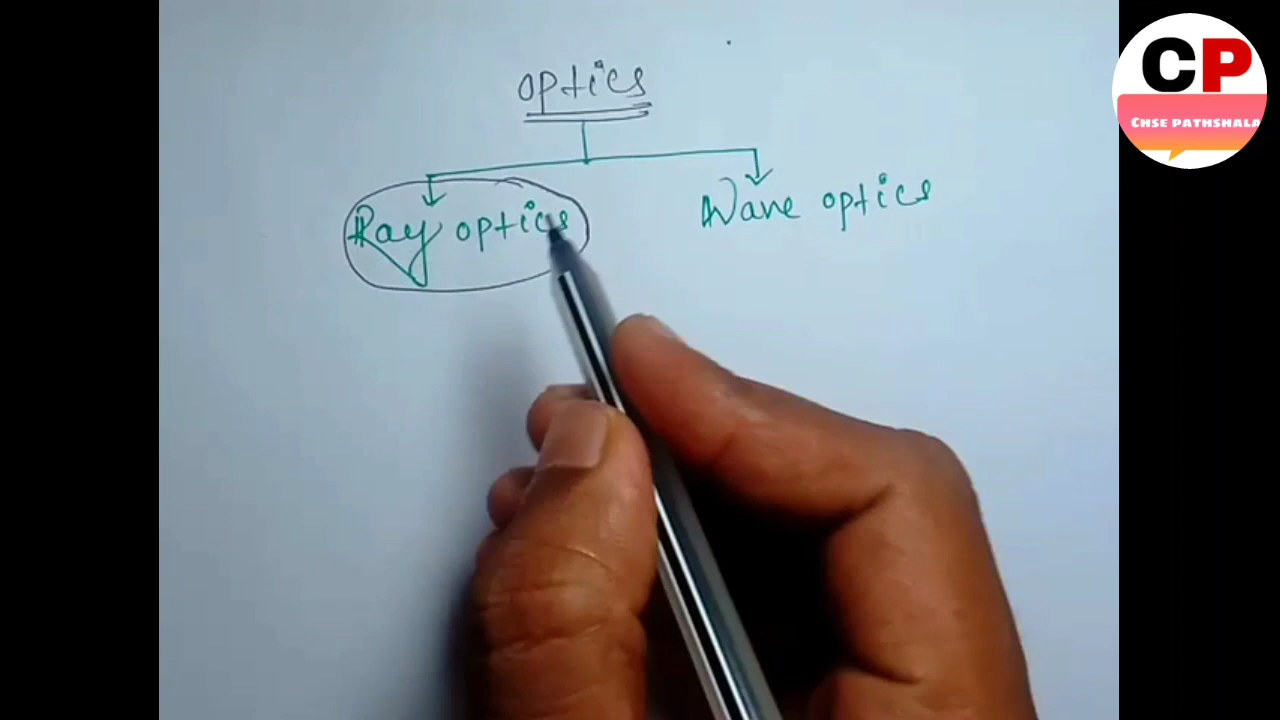 optics
Ray optics
Wave optics
CP
CHSE PATHSHALA